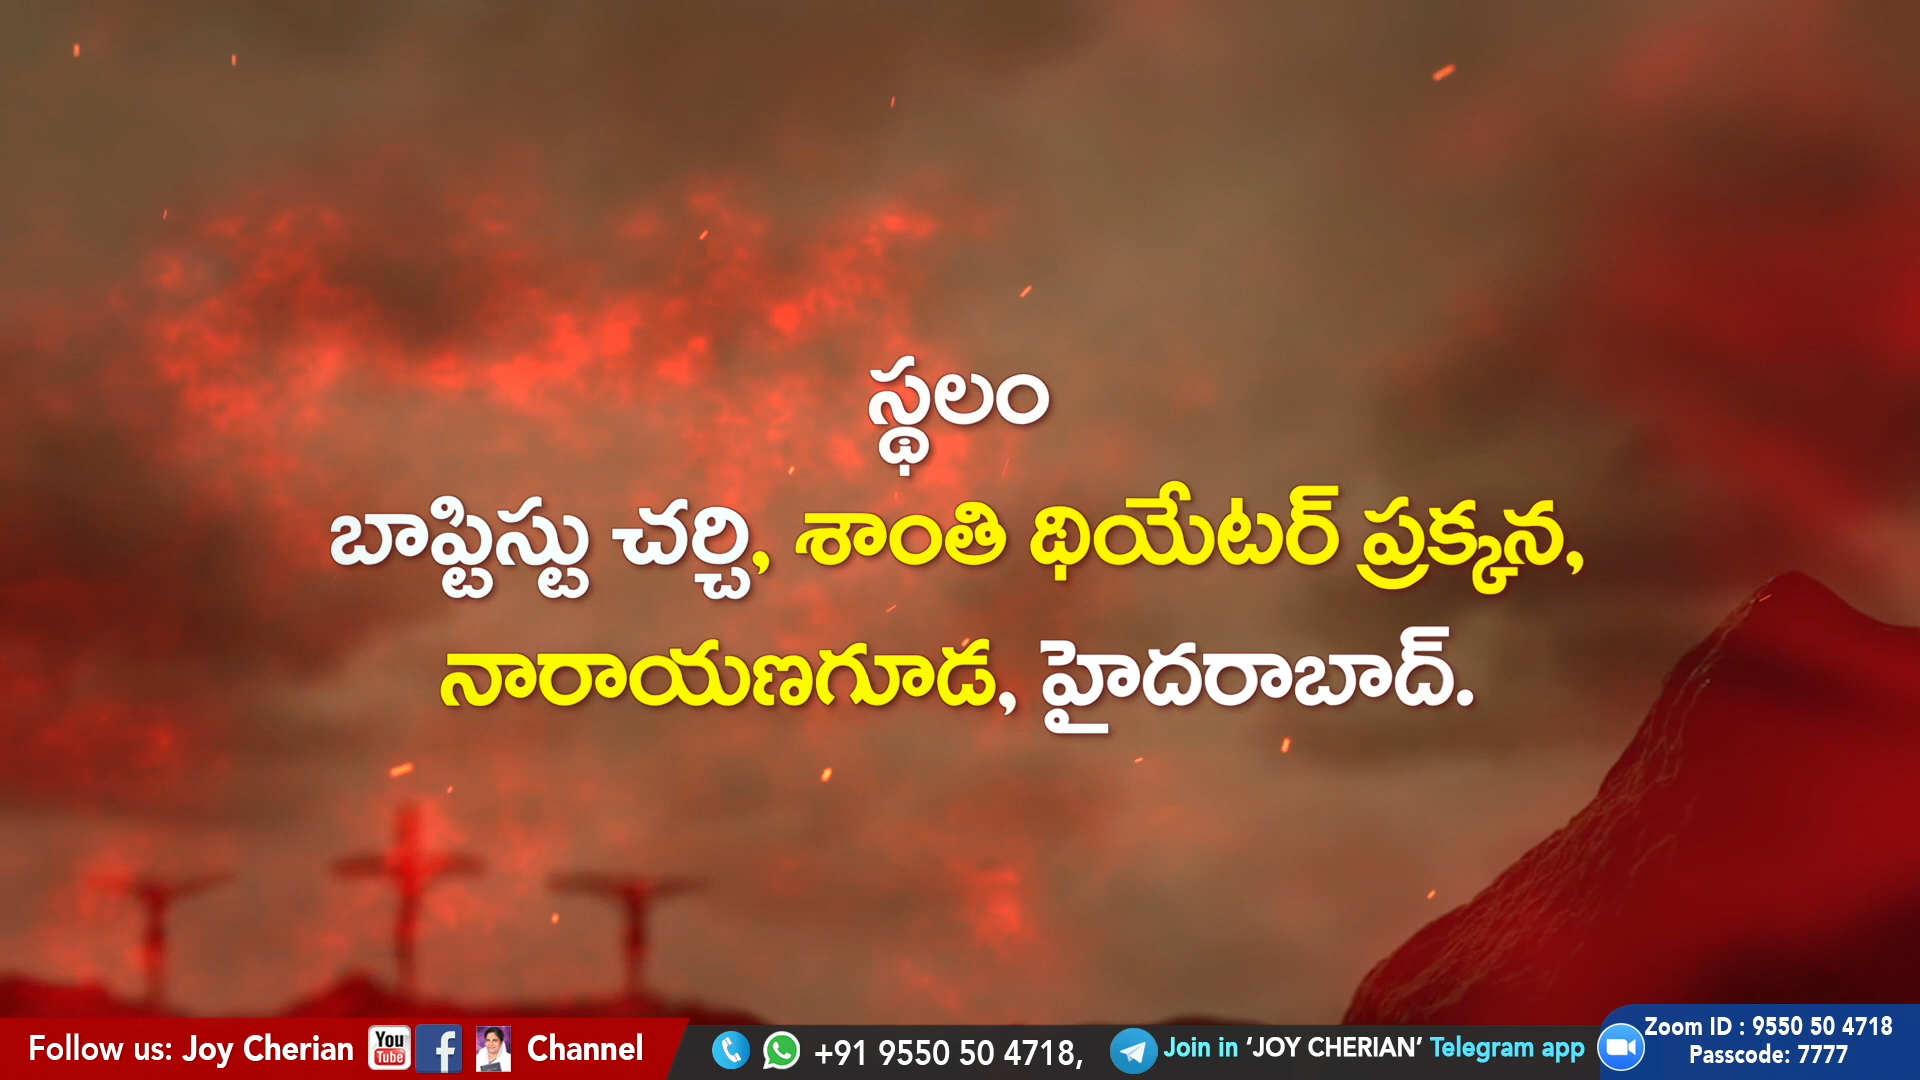 స్థలం
బాప్టిస్టు చర్చి, శాంతి థియేటర్ ప్రక్కన,
నారాయణగూడ, హైదరాబాద్.
Follow us: Joy Cherian You Tube f Channel
+91 9550 50 4718,
Join in ‘JOY CHERIAN’ Telegram app
Zoom ID : 9550 50 4718
Passcode: 7777